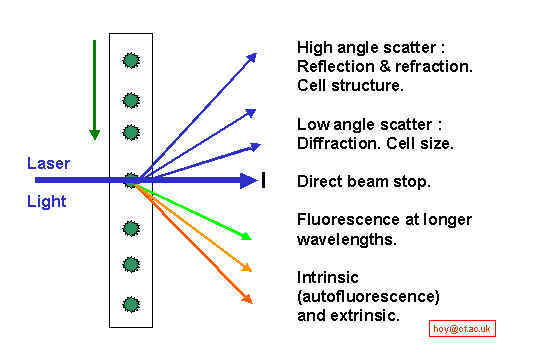 High angle scatter :
Reflection & refraction.
Cell structure.
Low angle scatter :
Diffraction. Cell size.
Laser
Light
Direct beam stop.
Fluorescence at longer
wavelengths.
Intrinsic
(autofluorescence)
and extrinsic.
hoy@cf.ac.uk